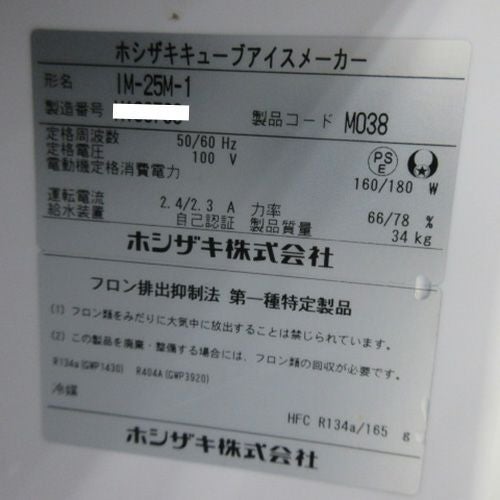 ホシザキキューブアイスメーカー
形名 IM-25M-1
製造番号
製品コード M038
定格周波数 50/60 Hz
定格電圧 100 V
PS E
電動機定格消費電力 160/180 W
運転電流 2.4/2.3 A 力率 66/78 %
給水装置 自己認証 製品質量 34 kg
ホシザキ株式会社
フロン排出抑制法 第一種特定製品
(1) フロン類をみだりに大気中に放出することは禁じられています。
(2) この製品を廃棄・整備する場合には、フロン類の回収が必要です。
R134a(GWP1430) R404A(GWP3920)
冷媒 HFC R134a/165 g
ホシザキ株式会社